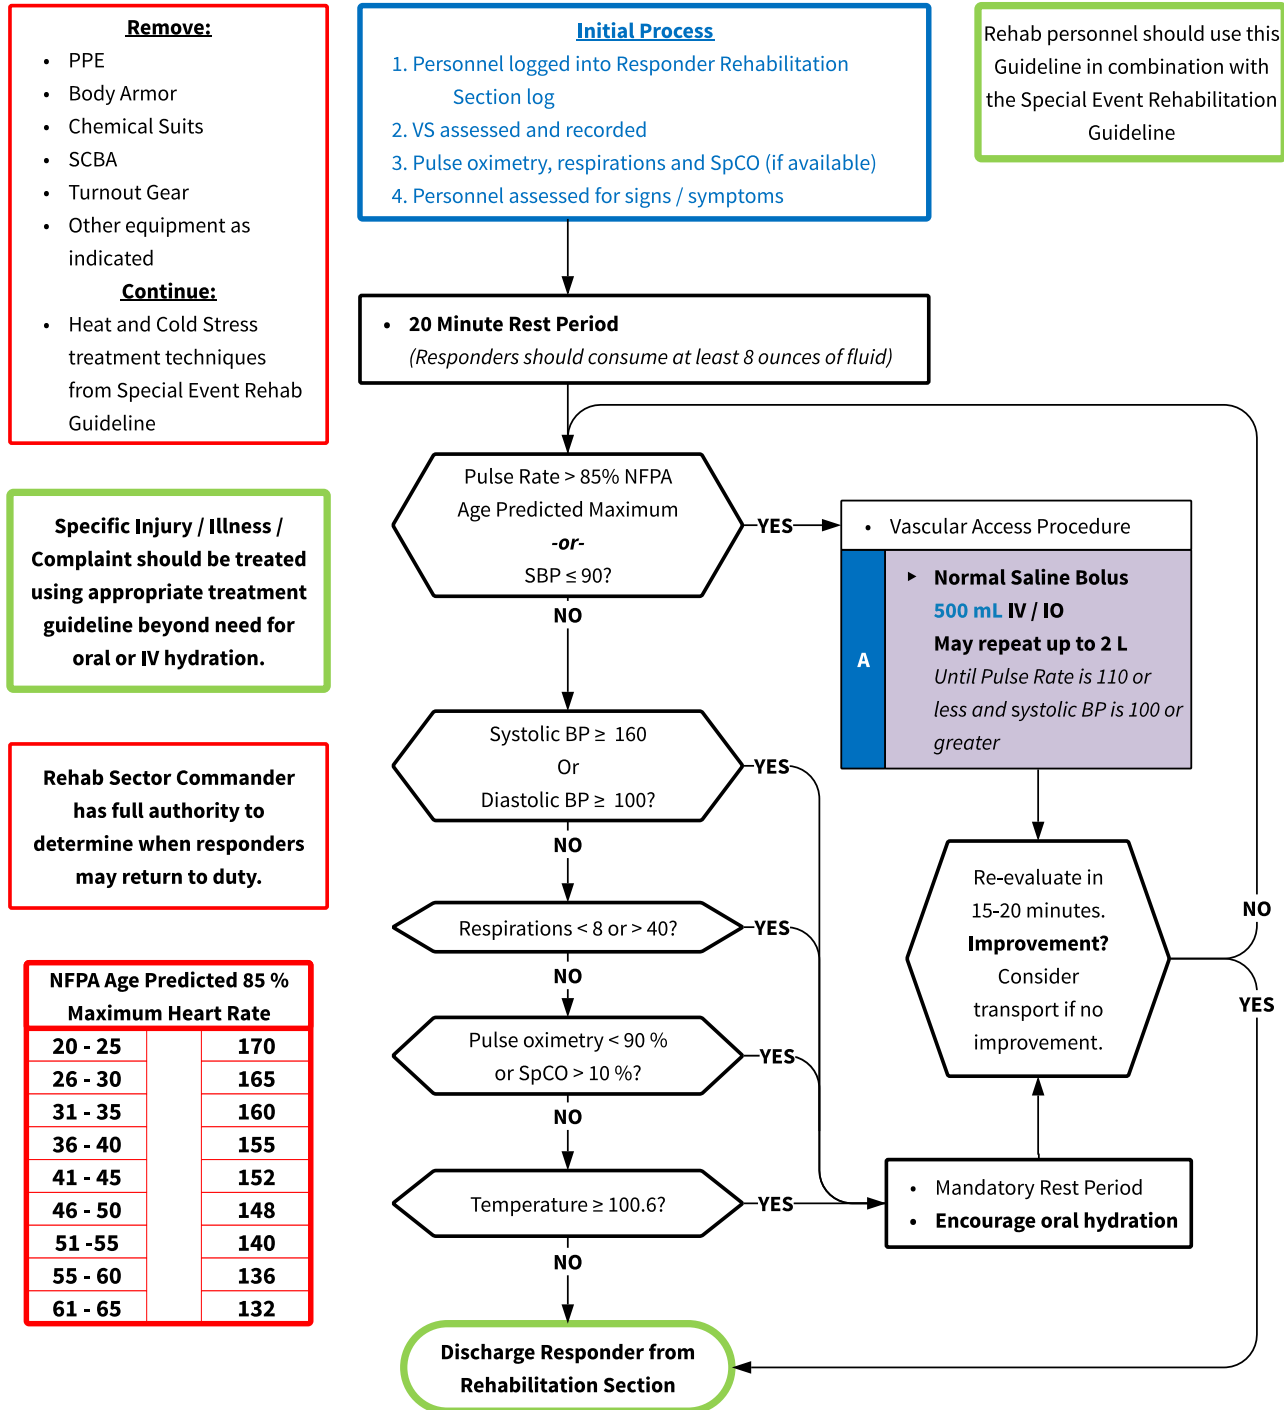 Remove:
• PPE
• Body Armor
• Chemical Suits
• SCBA
• Turnout Gear
• Other equipment as
indicated
Continue:
• Heat and Cold Stress
treatment techniques
from Special Event Rehab
Guideline
Initial Process
1. Personnel logged into Responder Rehabilitation
Section log
2. VS assessed and recorded
3. Pulse oximetry, respirations and SpCO (if available)
4. Personnel assessed for signs / symptoms
Rehab personnel should use this
Guideline in combination with
the Special Event Rehabilitation
Guideline
• 20 Minute Rest Period
(Responders should consume at least 8 ounces of fluid)
Pulse Rate > 85% NFPA
Age Predicted Maximum
-or-
SBP ≤ 90?
YES
NO
• Vascular Access Procedure
A
▸ Normal Saline Bolus
500 mL IV / IO
May repeat up to 2 L
Until Pulse Rate is 110 or
less and systolic BP is 100 or
greater
Specific Injury / Illness /
Complaint should be treated
using appropriate treatment
guideline beyond need for
oral or IV hydration.
Systolic BP ≥ 160
Or
Diastolic BP ≥ 100?
YES
NO
Rehab Sector Commander
has full authority to
determine when responders
may return to duty.
Respirations < 8 or > 40?
YES
NO
Re-evaluate in
15-20 minutes.
Improvement?
Consider
transport if no
improvement.
NO
YES
Pulse oximetry < 90 %
or SpCO > 10 %?
YES
NO
Temperature ≥ 100.6?
YES
NO
• Mandatory Rest Period
• Encourage oral hydration
NFPA Age Predicted 85 %
Maximum Heart Rate
20 - 25 170
26 - 30 165
31 - 35 160
36 - 40 155
41 - 45 152
46 - 50 148
51 -55 140
55 - 60 136
61 - 65 132
Discharge Responder from
Rehabilitation Section